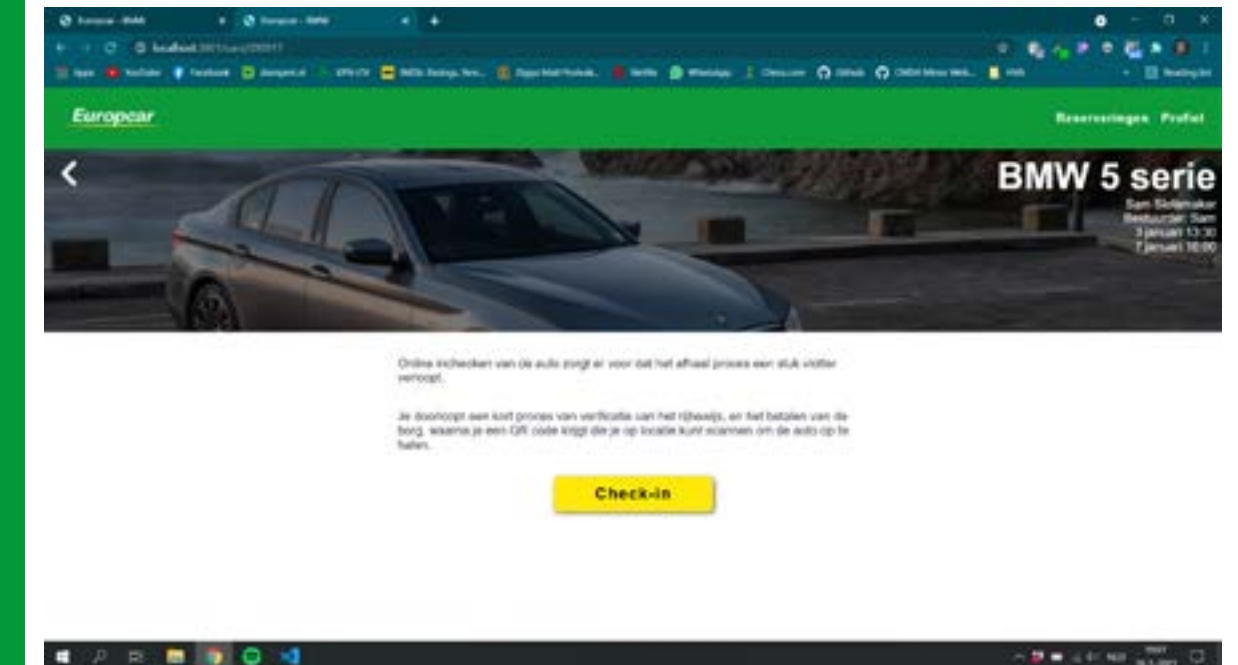 Europcar - BMW
Europcar - BMW
localhost
Apps YouTube Facebook
WhatsApp Github
Reading list
Europcar
Reserveringen Profiel
BMW 5 serie
Bestuurder: Sam
3 januari 13:30
7 januari 16:00
Online inchecken van de auto zorgt er voor dat het afhaal proces een stuk vlotter
verloopt.
Je doorloopt een kort proces van verificatie van het rijbewijs, en het betalen van de
borg, waarna je een QR code krijgt die je op locatie kunt scannen om de auto op te
halen.
Check-in